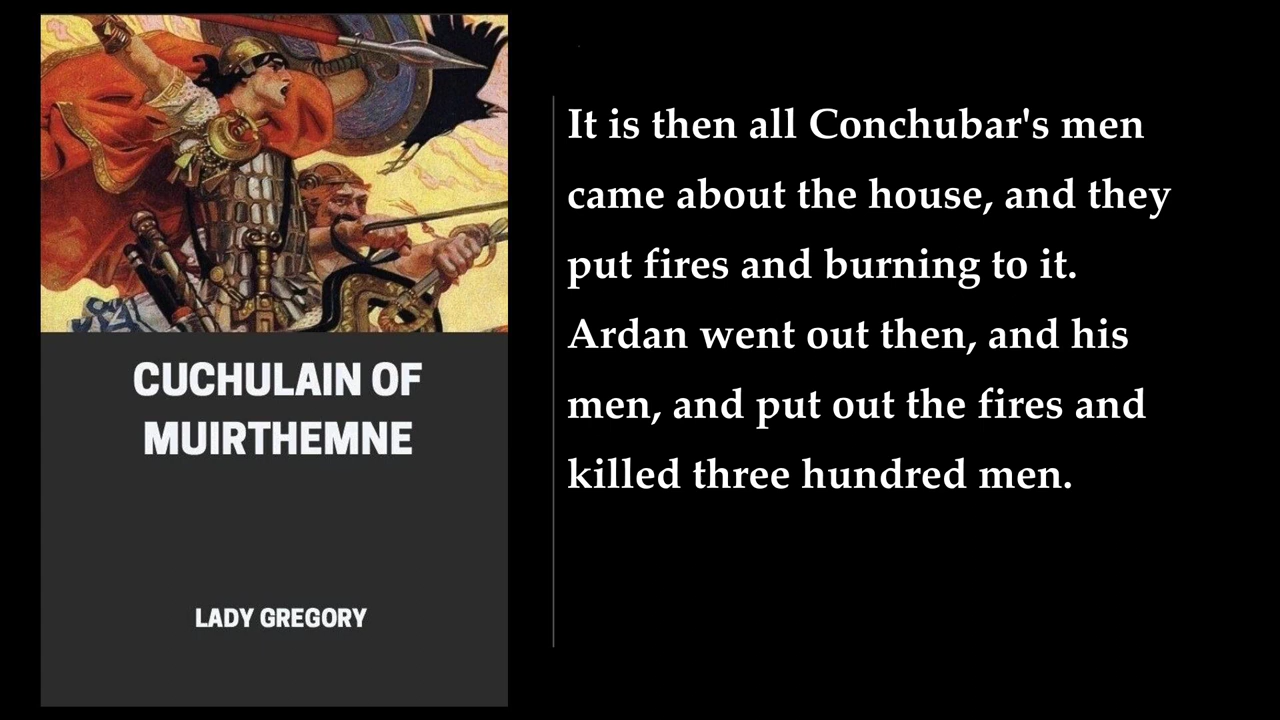 CUCHULAIN OF
MUIRTHEMNE
LADY GREGORY
It is then all Conchubar's men
came about the house, and they
put fires and burning to it.
Ardan went out then, and his
men, and put out the fires and
killed three hundred men.